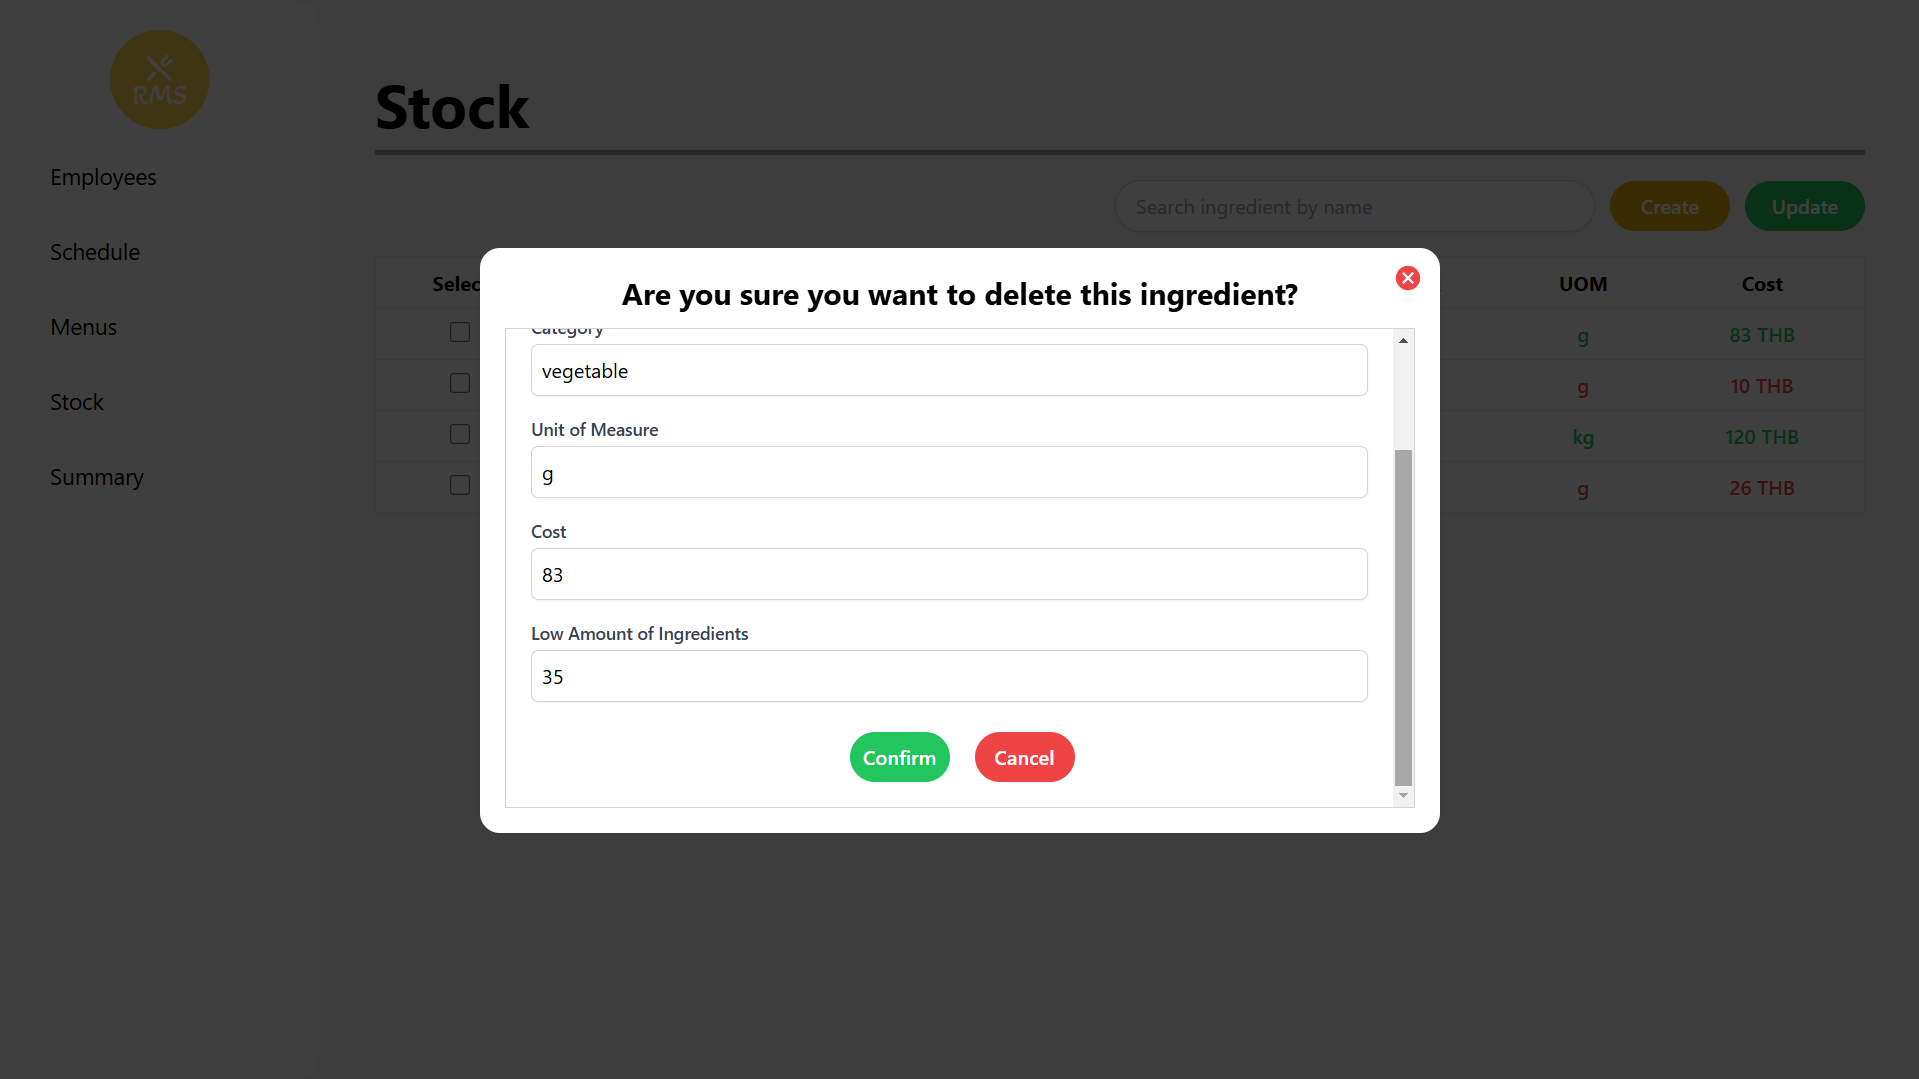 RMS
Employees
Schedule
Menus
Stock
Summary
Stock
Search ingredient by name
Create
Update
Selec
UOM
Cost
g
83 THB
g
10 THB
kg
120 THB
g
26 THB
Are you sure you want to delete this ingredient?
Category
vegetable
Unit of Measure
g
Cost
83
Low Amount of Ingredients
35
Confirm
Cancel